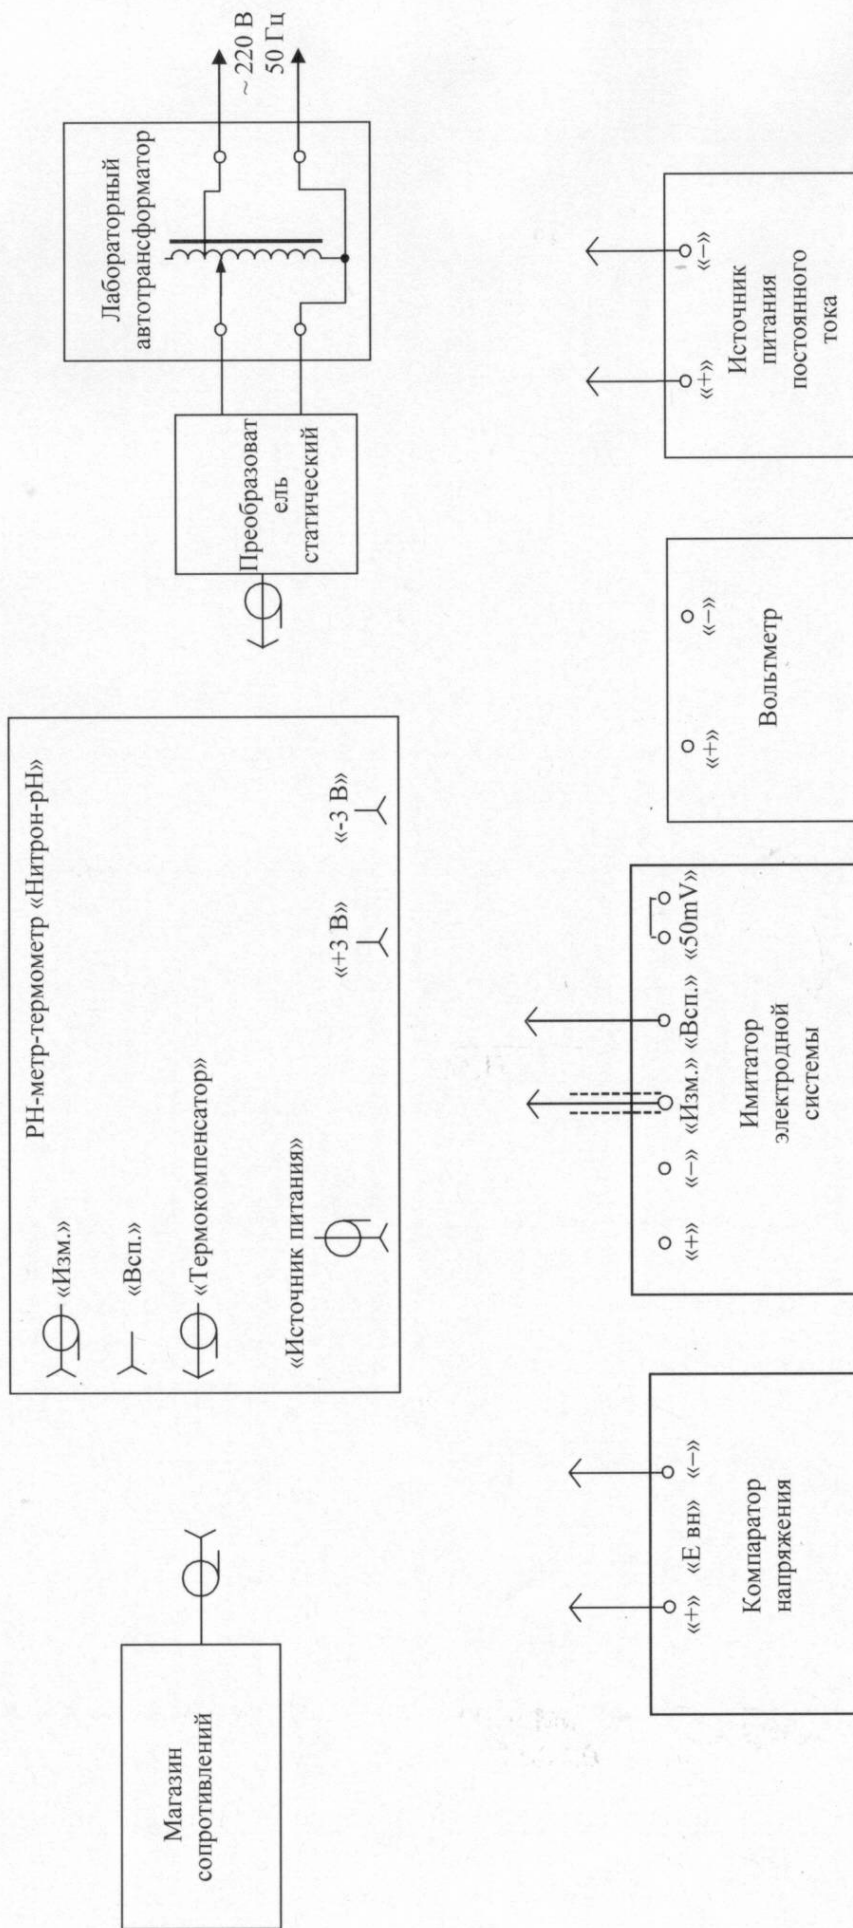 Магазин
сопротивлений
РН-метр-термометр «Нитрон-рН»
«Изм.»
«Всп.»
«Термокомпенсатор»
«Источник питания»
«+3 В»
«-3 В»
Преобразоват
ель
статический
Лабораторный
автотрансформатор
~ 220 В
50 Гц
«+» «Е вн» «–»
Компаратор
напряжения
«+» «–» «Изм.» «Всп.» «50mV»
Имитатор
электродной
системы
«+» «–»
Вольтметр
«+» «–»
Источник
питания
постоянного
тока